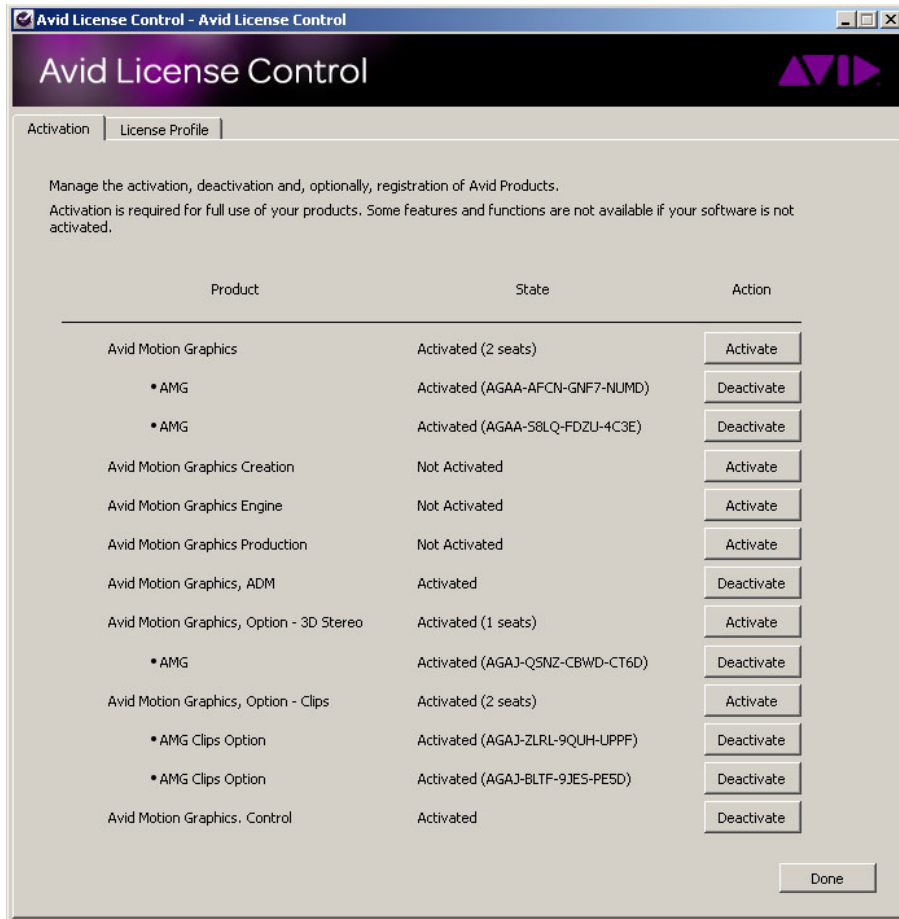 Avid License Control - Avid License Control
Avid License Control
AVID
Activation License Profile
Manage the activation, deactivation and, optionally, registration of Avid Products.
Activation is required for full use of your products. Some features and functions are not available if your software is not
activated.
Product State Action
Avid Motion Graphics Activated (2 seats) Activate
• AMG Activated (AGAA-AFCN-GNF7-NUMD) Deactivate
• AMG Activated (AGAA-S8LQ-FDZU-4C3E) Deactivate
Avid Motion Graphics Creation Not Activated Activate
Avid Motion Graphics Engine Not Activated Activate
Avid Motion Graphics Production Not Activated Activate
Avid Motion Graphics, ADM Activated Deactivate
Avid Motion Graphics, Option - 3D Stereo Activated (1 seats) Activate
• AMG Activated (AGAJ-QSNZ-CBWD-CT6D) Deactivate
Avid Motion Graphics, Option - Clips Activated (2 seats) Activate
• AMG Clips Option Activated (AGAJ-ZLRL-9QUH-UPPF) Deactivate
• AMG Clips Option Activated (AGAJ-BLTF-9JES-PE5D) Deactivate
Avid Motion Graphics. Control Activated Deactivate
Done